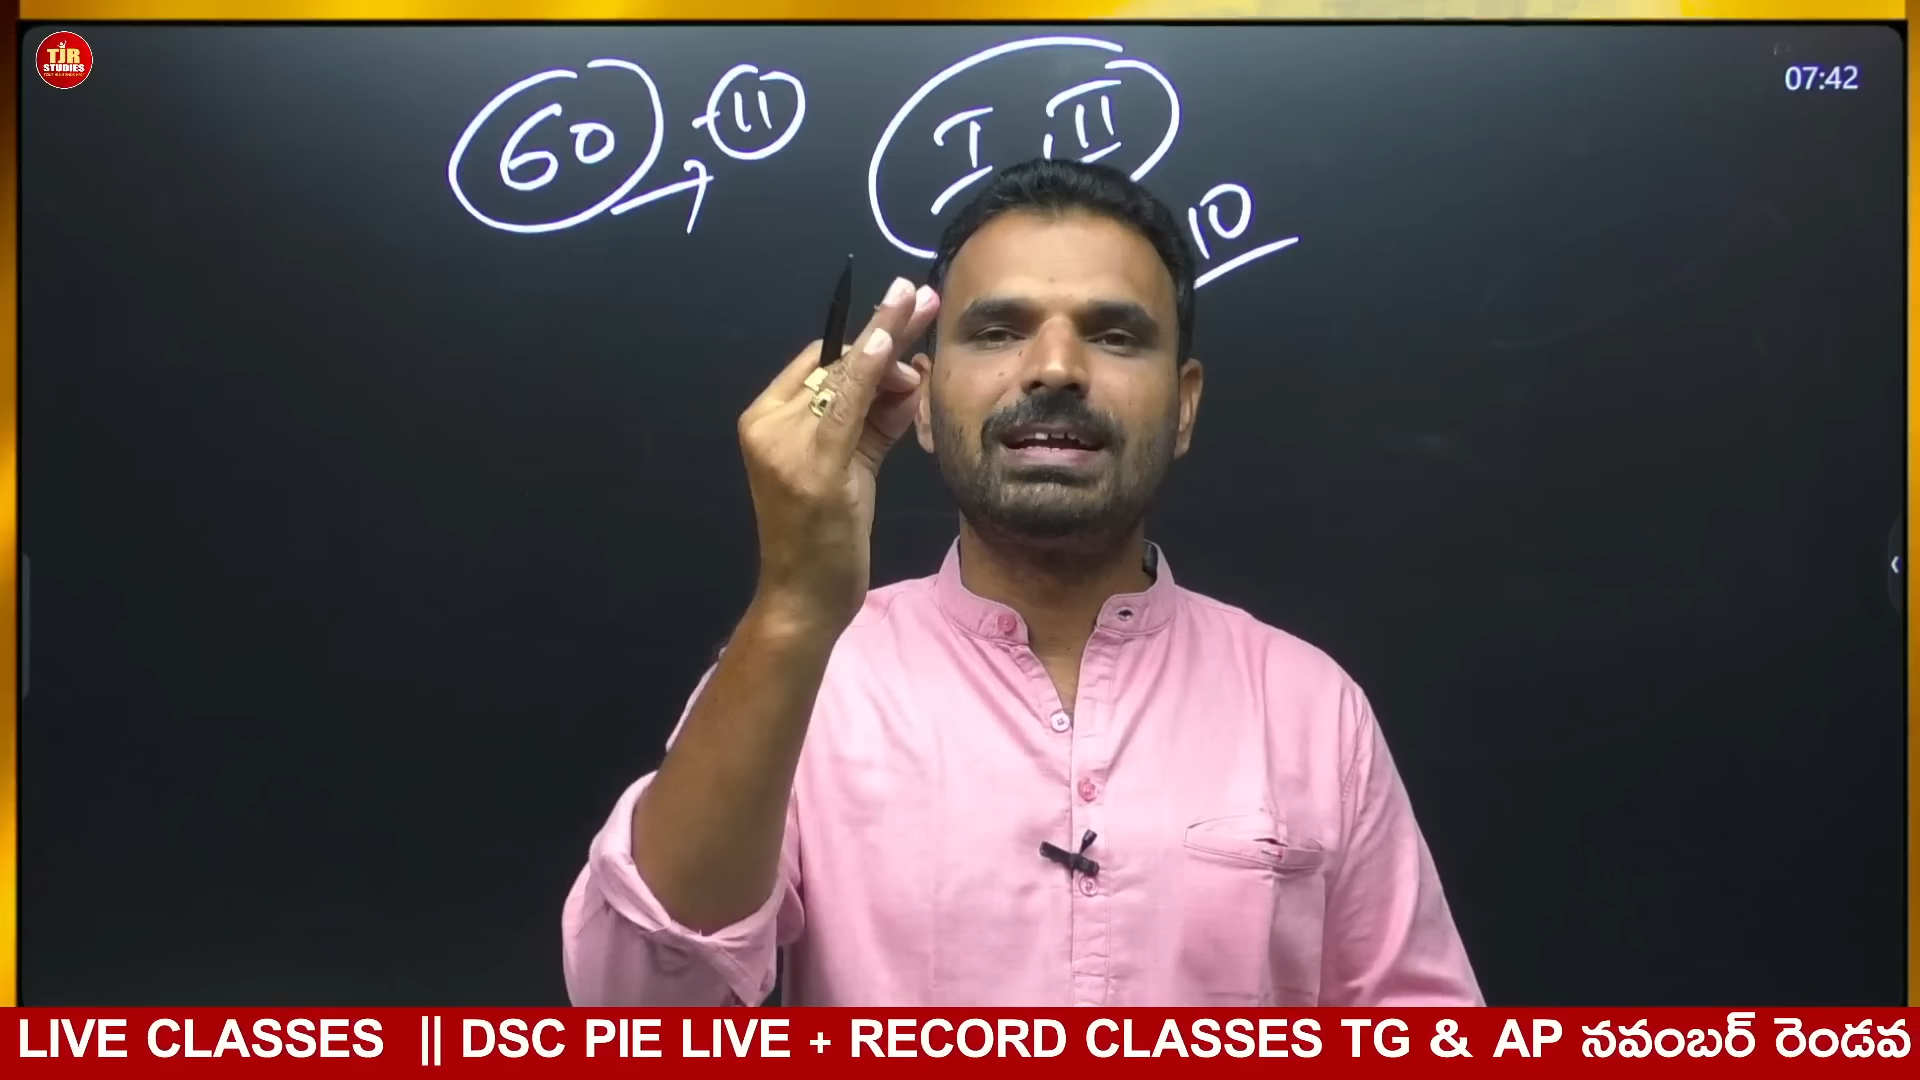 TJR
STUDIES
07:42
60 11 I, II
10
LIVE CLASSES || DSC PIE LIVE + RECORD CLASSES TG & AP నవంబర్ రెండవ